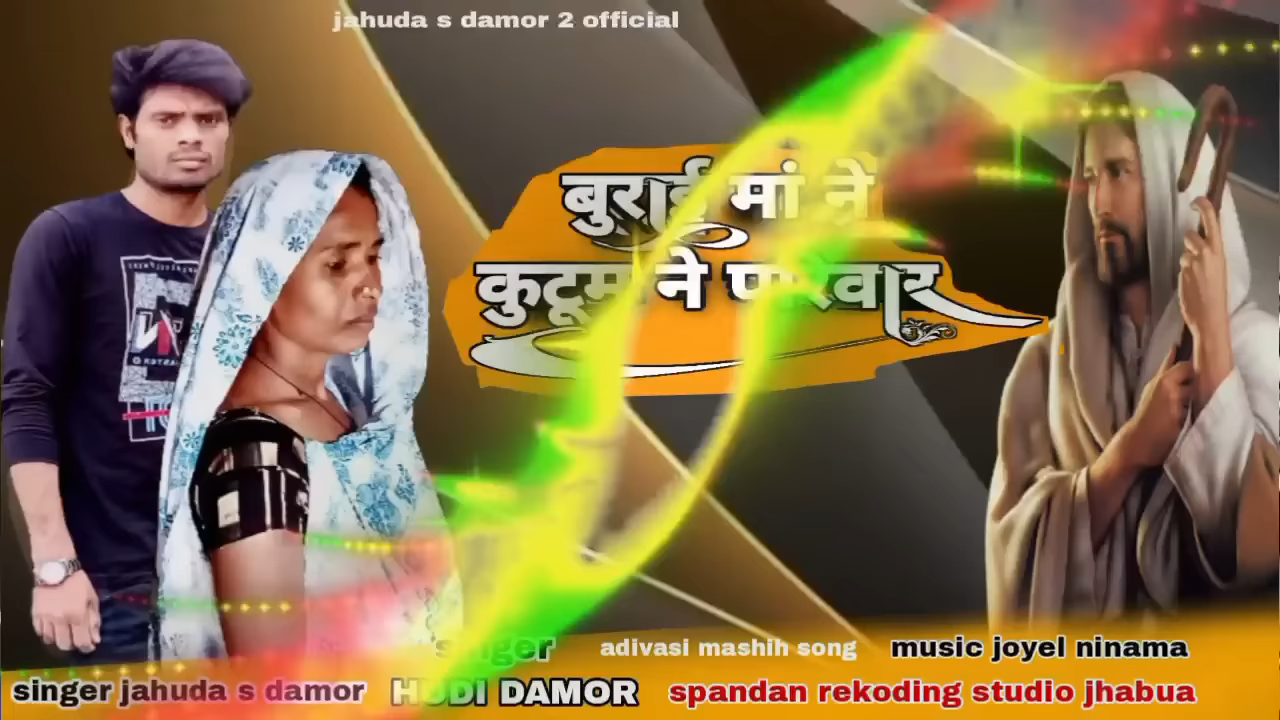 jahuda s damor 2 official
बुराई मां ने
कुटूम ने परिवार
singer adivasi mashih song music joyel ninama
singer jahuda s damor HUDI DAMOR spandan rekoding studio jhabua